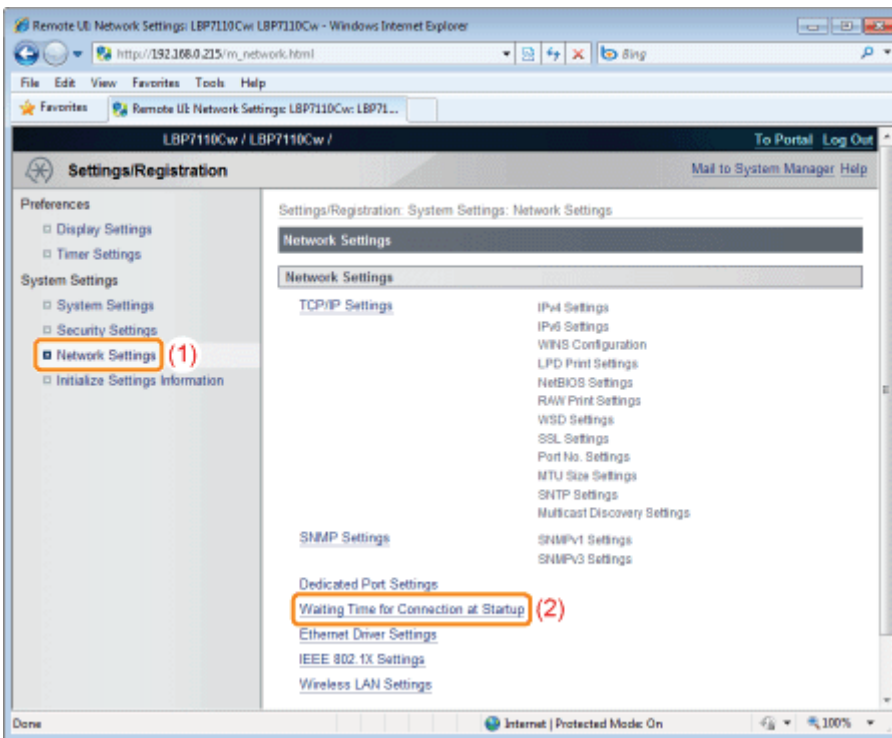 Remote UI: Network Settings: LBP7110Cw: LBP7110Cw - Windows Internet Explorer
http://192.168.0.215/m_network.html
Bing
File Edit View Favorites Tools Help
Favorites
Remote UI: Network Settings: LBP7110Cw: LBP71...
LBP7110Cw / LBP7110Cw /
To Portal Log Out
Settings/Registration
Mail to System Manager Help
Preferences
Display Settings
Timer Settings
System Settings
System Settings
Security Settings
Network Settings (1)
Initialize Settings Information
Settings/Registration: System Settings: Network Settings
Network Settings
Network Settings
TCP/IP Settings
IPv4 Settings
IPv6 Settings
WINS Configuration
LPD Print Settings
NetBIOS Settings
RAW Print Settings
WSD Settings
SSL Settings
Port No. Settings
MTU Size Settings
SNTP Settings
Multicast Discovery Settings
SNMP Settings
SNMPv1 Settings
SNMPv3 Settings
Dedicated Port Settings
Waiting Time for Connection at Startup (2)
Ethernet Driver Settings
IEEE 802.1X Settings
Wireless LAN Settings
Done
Internet | Protected Mode: On
100%